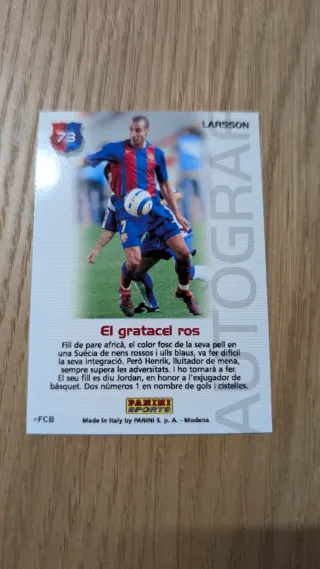 73
LARSSON
7
AUTOGRA
El gratacel ros
Fill de pare africà, el color fosc de la seva pell en
una Suècia de nens rossos i ulls blaus, va fer difícil
la seva integració. Però Henrik, lluitador de mena,
sempre supera les adversitats. I ho tornarà a fer.
El seu fill es diu Jordan, en honor a l'exjugador de
bàsquet. Dos números 1 en nombre de gols i cistelles.
PANINI
SPORTS
-FCB
Made in Italy by PANINI S. p. A. - Modena